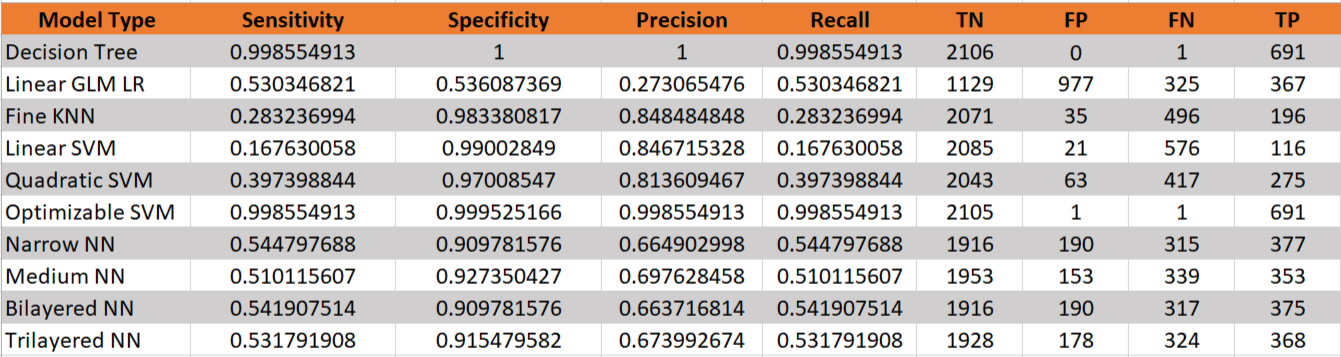 Model Type Sensitivity Specificity Precision Recall TN FP FN TP
Decision Tree 0.998554913 1 1 0.998554913 2106 0 1 691
Linear GLM LR 0.530346821 0.536087369 0.273065476 0.530346821 1129 977 325 367
Fine KNN 0.283236994 0.983380817 0.848484848 0.283236994 2071 35 496 196
Linear SVM 0.167630058 0.99002849 0.846715328 0.167630058 2085 21 576 116
Quadratic SVM 0.397398844 0.97008547 0.813609467 0.397398844 2043 63 417 275
Optimizable SVM 0.998554913 0.999525166 0.998554913 0.998554913 2105 1 1 691
Narrow NN 0.544797688 0.909781576 0.664902998 0.544797688 1916 190 315 377
Medium NN 0.510115607 0.927350427 0.697628458 0.510115607 1953 153 339 353
Bilayered NN 0.541907514 0.909781576 0.663716814 0.541907514 1916 190 317 375
Trilayered NN 0.531791908 0.915479582 0.673992674 0.531791908 1928 178 324 368